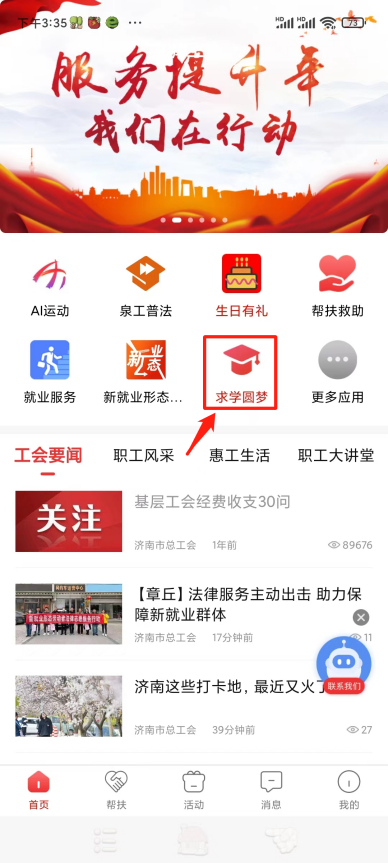 下午3:35 ···
HD HD 73
服务提升年
我们在行动
AI运动 泉工普法 生日有礼 帮扶救助
就业服务 新业态 新就业形态... 求学圆梦 更多应用
工会要闻 职工风采 惠工生活 职工大讲堂
关注
基层工会经费收支30问
济南市总工会 1年前 89676
【章丘】法律服务主动出击 助力保
障新就业群体
济南市总工会 17分钟前 11
济南这些打卡地，最近又火了
联系我们
济南市总工会 39分钟前 27
首页 帮扶 活动 消息 我的